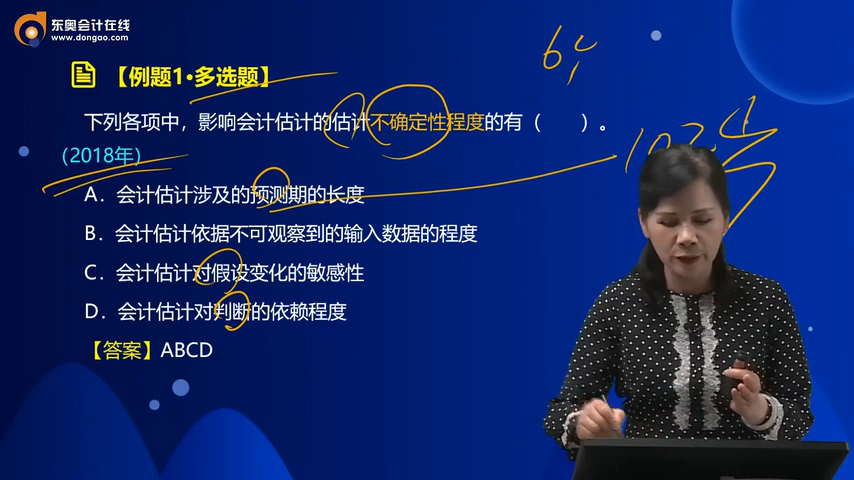 东奥会计在线
www.dongao.com
【例题1·多选题】
下列各项中，影响会计估计的估计不确定性程度的有（　　）。
（2018年）
A．会计估计涉及的预测期的长度
B．会计估计依据不可观察到的输入数据的程度
C．会计估计对假设变化的敏感性
D．会计估计对判断的依赖程度
【答案】ABCD